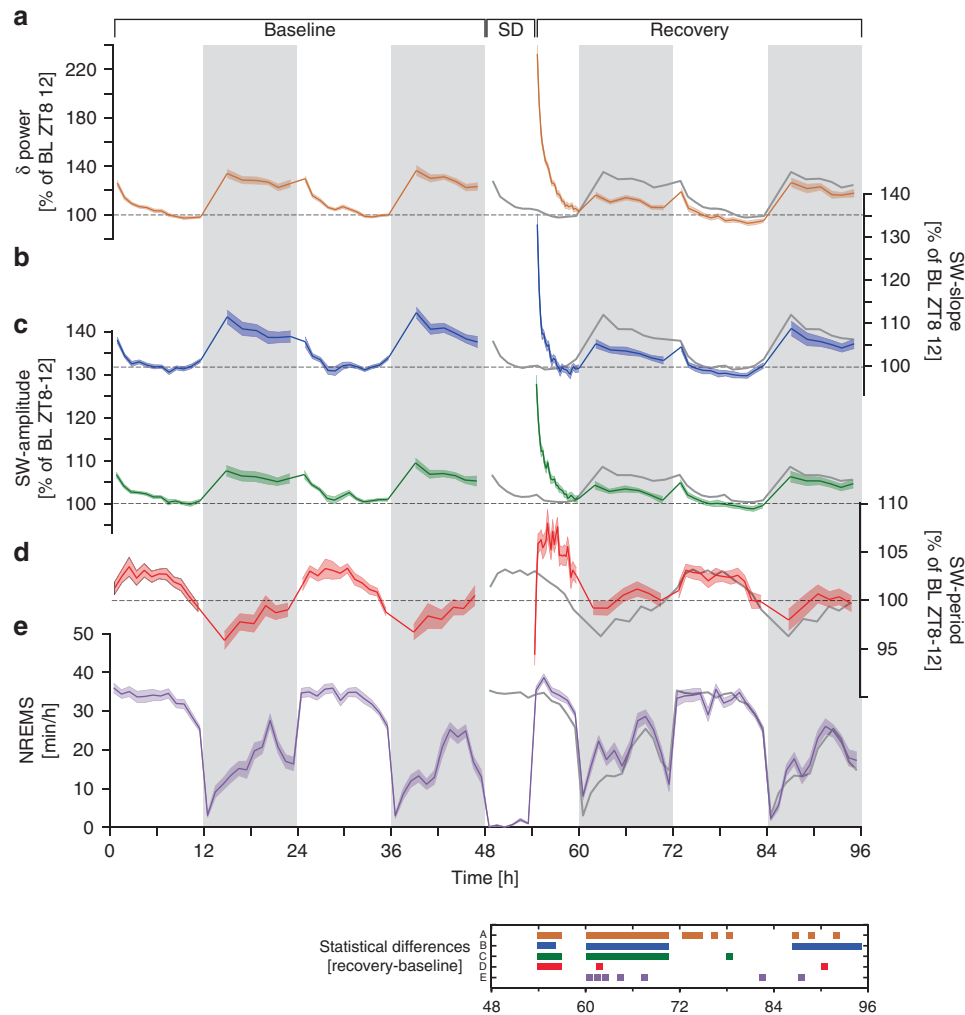 a
Baseline
SD
Recovery
220
180
140
100
δ power
[% of BL ZT8 12]
140
130
120
110
100
SW-slope
[% of BL ZT8 12]
b
c
140
130
120
110
100
SW-amplitude
[% of BL ZT8-12]
110
105
100
95
SW-period
[% of BL ZT8-12]
d
e
50
40
30
20
10
0
NREMS
[min/h]
0 12 24 36 48 60 72 84 96
Time [h]
Statistical differences
[recovery-baseline]
A
B
C
D
E
48 60 72 84 96